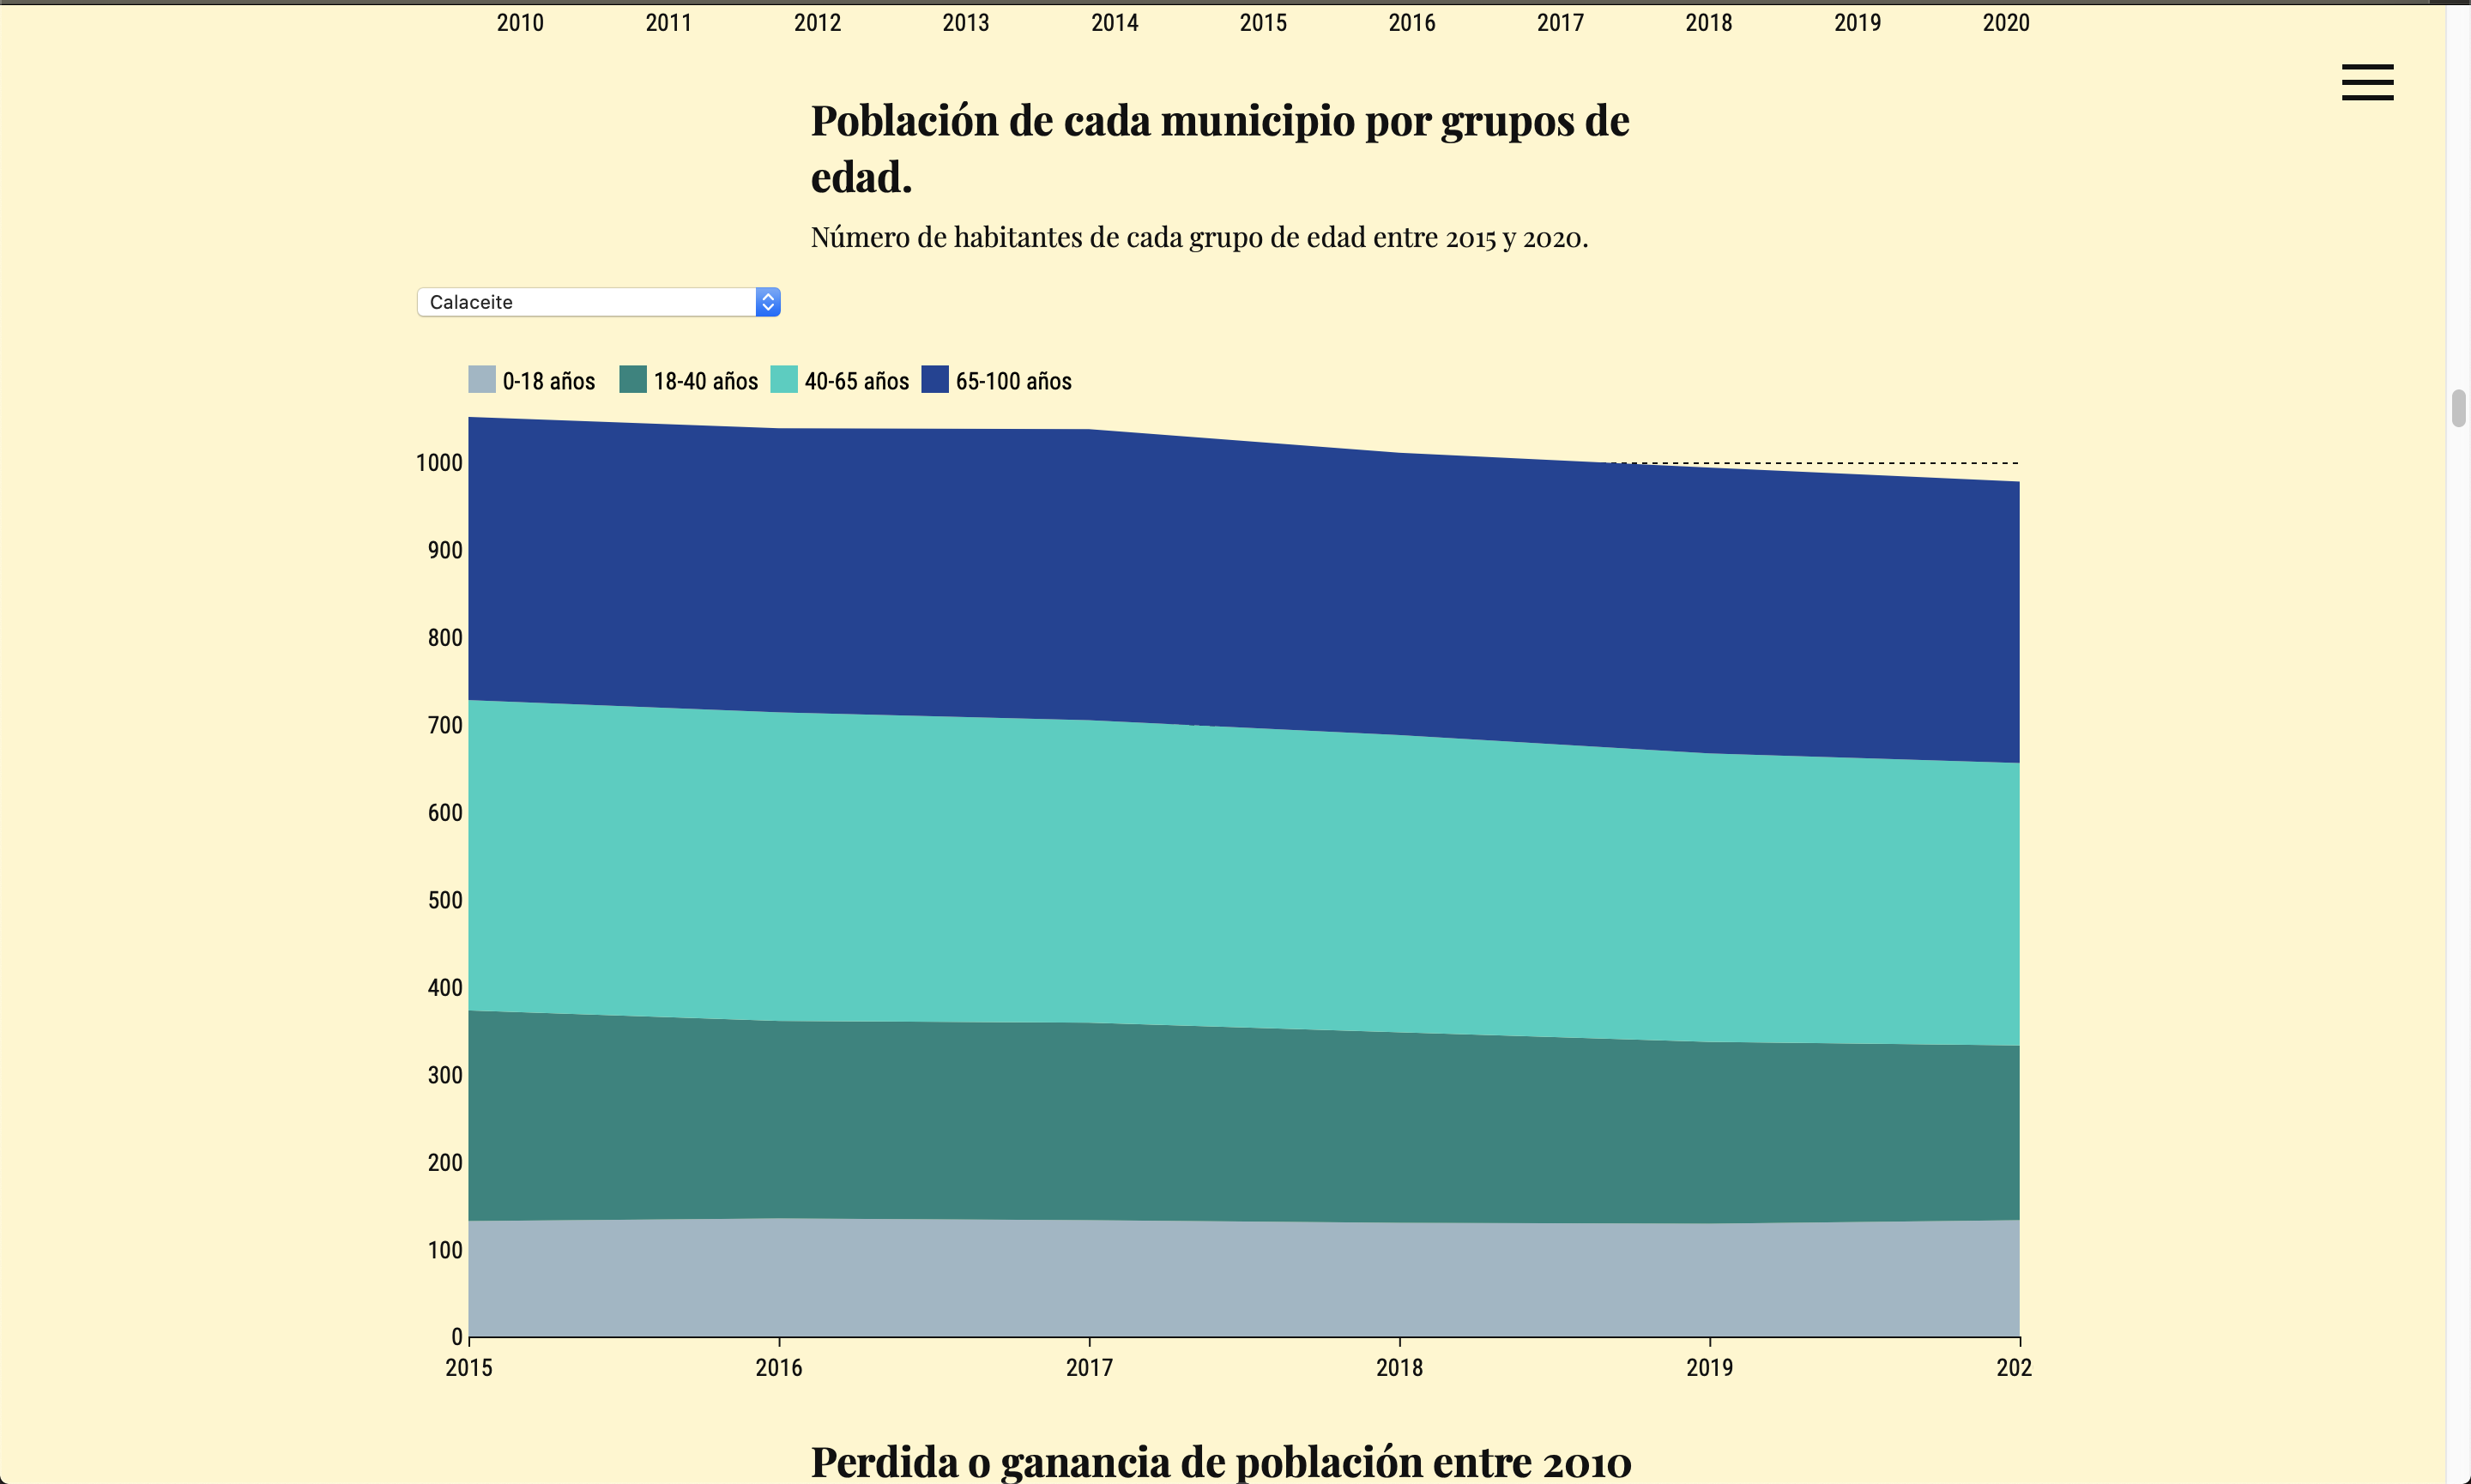 2010 2011 2012 2013 2014 2015 2016 2017 2018 2019 2020
Población de cada municipio por grupos de
edad.
Número de habitantes de cada grupo de edad entre 2015 y 2020.
Calaceite
0-18 años 18-40 años 40-65 años 65-100 años
1000
900
800
700
600
500
400
300
200
100
0
2015 2016 2017 2018 2019 202
Perdida o ganancia de población entre 2010